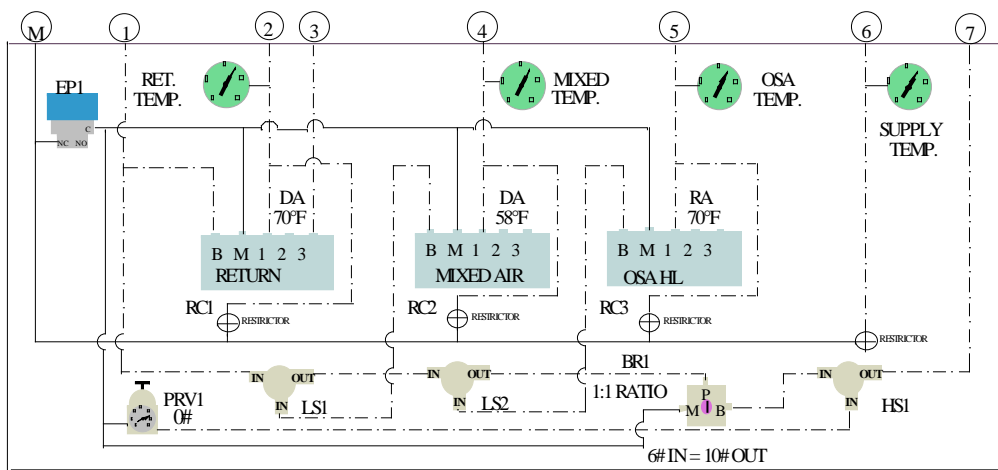 M 1 2 3 4 5 6 7
EP1
C
NC NO
RET.
TEMP.
MIXED
TEMP.
OSA
TEMP.
SUPPLY
TEMP.
DA
70°F
DA
58°F
RA
70°F
B M 1 2 3
RETURN
B M 1 2 3
MIXED AIR
B M 1 2 3
OSA HL
RC1
RESTRICTOR
RC2
RESTRICTOR
RC3
RESTRICTOR
RESTRICTOR
PRV1
0#
IN OUT
IN
LS1
IN OUT
IN
LS2
BR1
1:1 RATIO
P
M B
IN OUT
IN
HS1
6# IN = 10# OUT